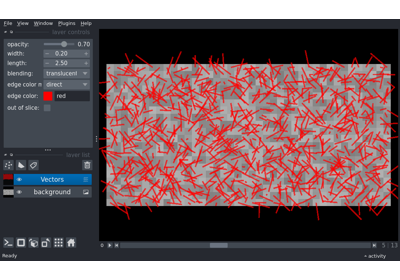 File View Window Plugins Help
layer controls
opacity: 0.70
width: 0.20
length: 2.50
blending: translucent
edge color m direct
edge color: red
out of slice:
layer list
Vectors
background
0 5 13
Ready activity